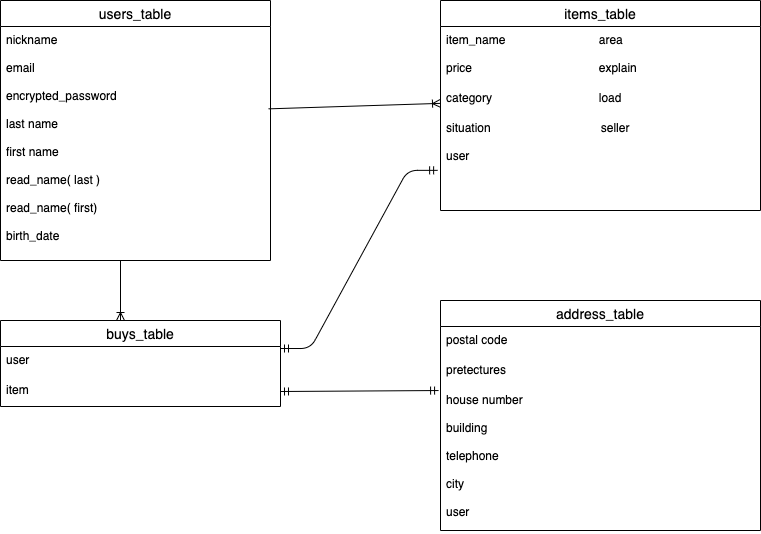 users_table
nickname
email
encrypted_password
last name
first name
read_name( last )
read_name( first)
birth_date
items_table
item_name area
price explain
category load
situation seller
user
buys_table
user
item
address_table
postal code
pretectures
house number
building
telephone
city
user